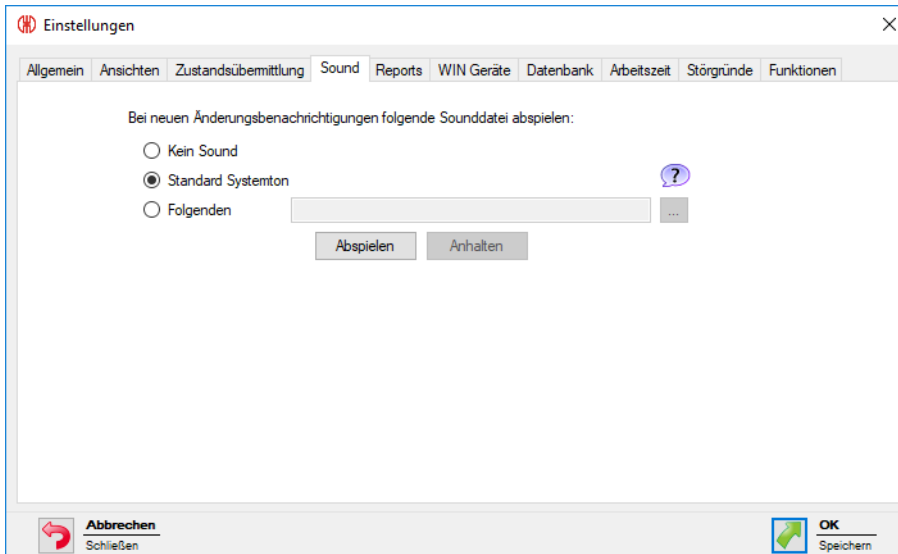 Einstellungen
Allgemein Ansichten Zustandsübermittlung Sound Reports WIN Geräte Datenbank Arbeitszeit Störgründe Funktionen
Bei neuen Änderungsbenachrichtigungen folgende Sounddatei abspielen:
Kein Sound
Standard Systemton
?
Folgenden ...
Abspielen Anhalten
Abbrechen OK
Schließen Speichern